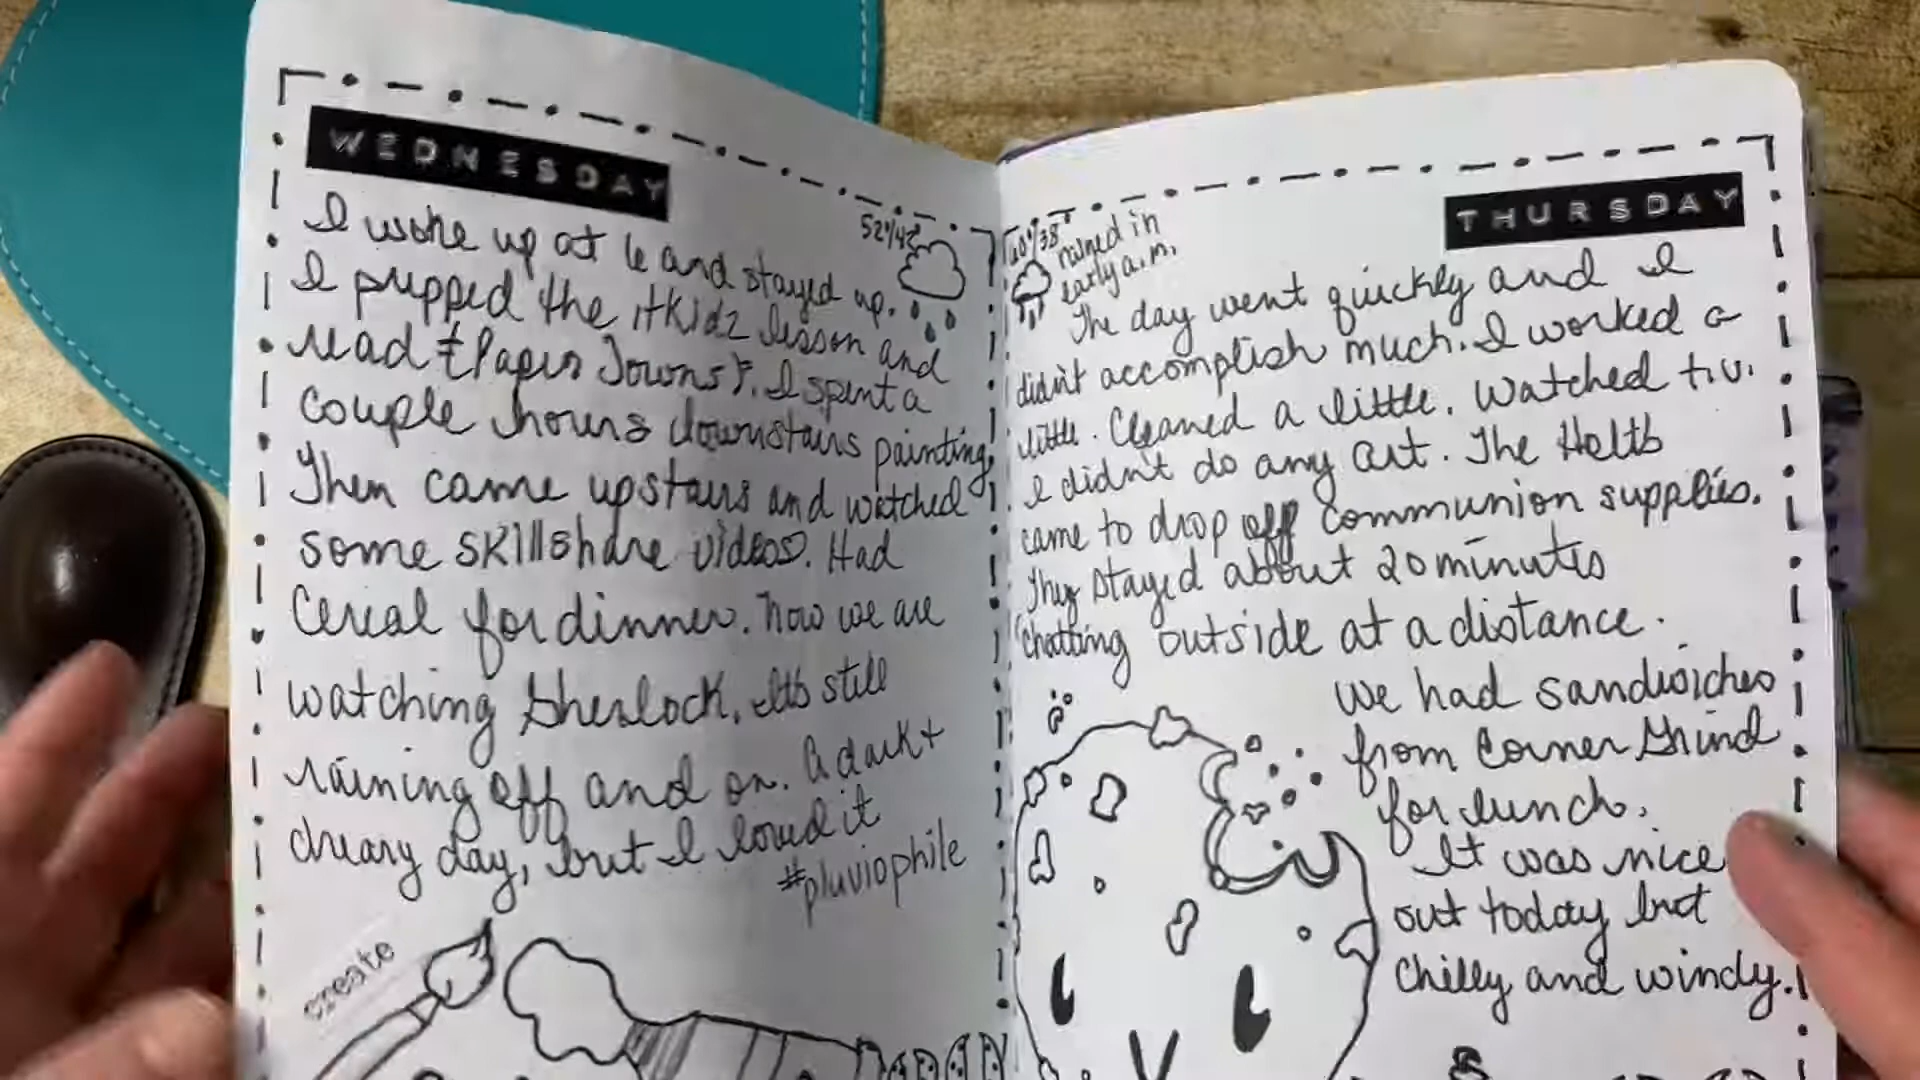 WEDNESDAY
52°/42°
I woke up at 6 and stayed up.
I prepped the itKidz lesson and
read *Paper Towns*. I spent a
couple hours downstairs painting.
Then came upstairs and watched
some skillshare videos. Had
Cereal for dinner. Now we are
watching Sherlock. It's still
raining off and on. A dark +
dreary day, but I loved it
#pluviophile
create
THURSDAY
60°/38°
rained in
early a.m.
The day went quickly and I
didn't accomplish much. I worked a
little. Cleaned a little. Watched t.v.
I didn't do any art. The Holts
came to drop off communion supplies.
They stayed about 20 minutes
chatting outside at a distance.
We had sandwiches
from Corner Grind
for lunch.
It was nice
out today but
Chilly and windy.